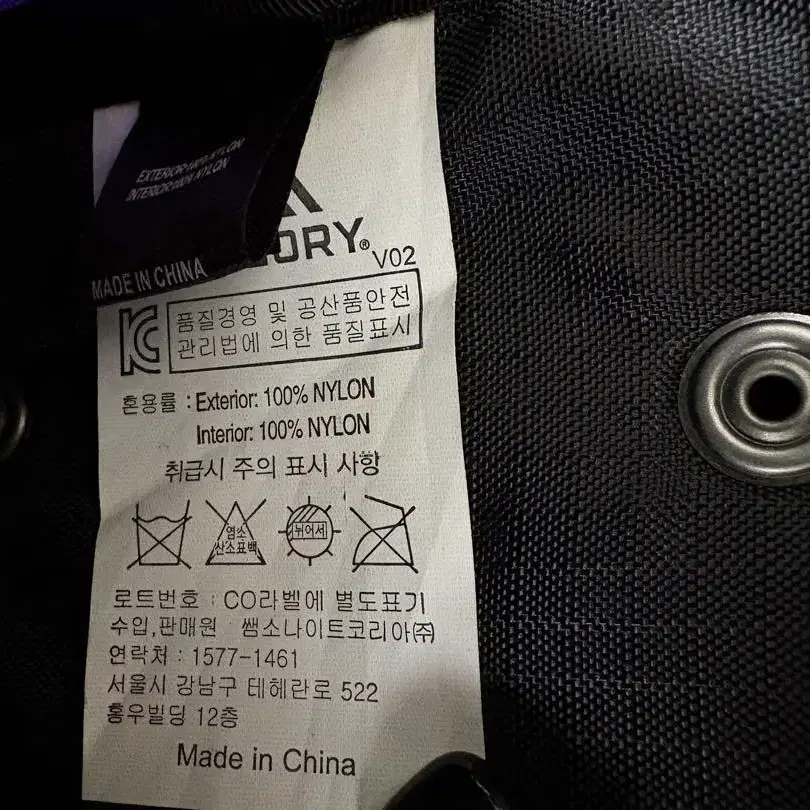 EXTERIOR:100% NYLON
INTERIOR:100% NYLON
MADE IN CHINA
ORY® V02
품질경영 및 공산품안전
관리법에 의한 품질표시
혼용률 : Exterior: 100% NYLON
Interior: 100% NYLON
취급시 주의 표시 사항
염소
산소표백
뉘어서
로트번호 : CO라벨에 별도표기
수입,판매원 쌤소나이트코리아㈜
연락처 : 1577-1461
서울시 강남구 테헤란로 522
홍우빌딩 12층
Made in China